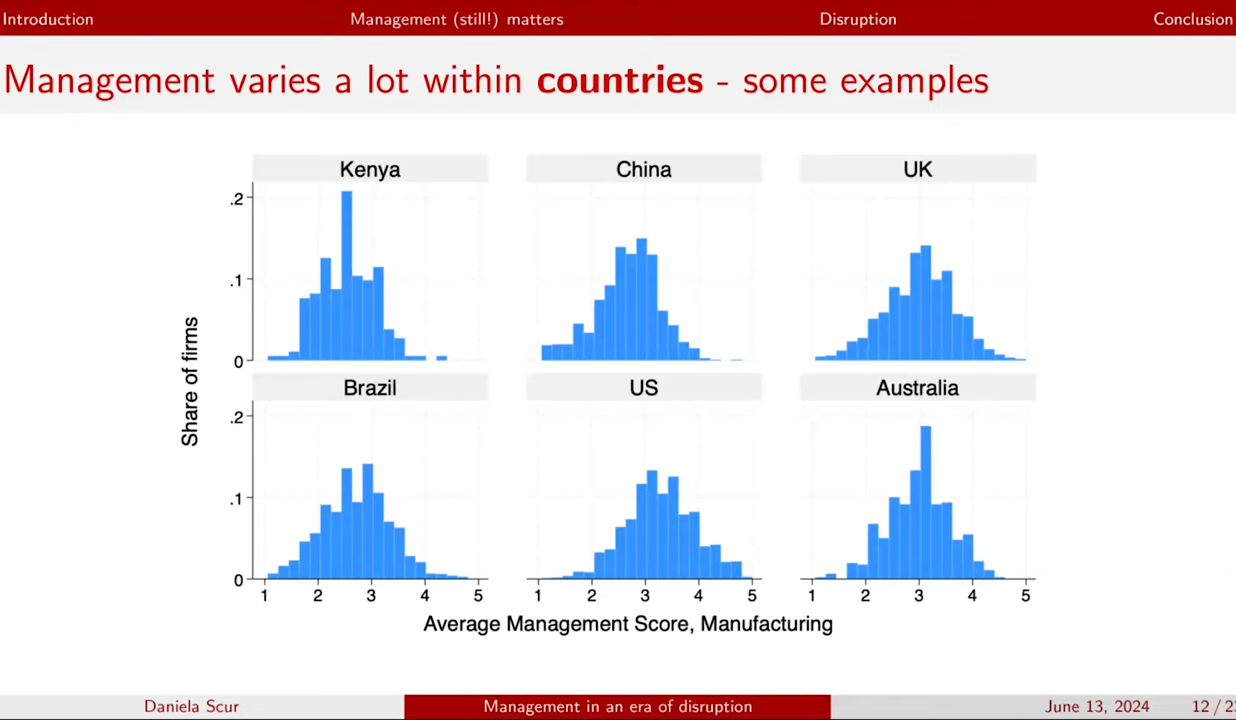 Introduction Management (still!) matters Disruption Conclusion
Management varies a lot within countries - some examples
Kenya China UK
.2
.1
0
Brazil US Australia
.2
.1
0
1 2 3 4 5 1 2 3 4 5 1 2 3 4 5
Share of firms
Average Management Score, Manufacturing
Daniela Scur Management in an era of disruption June 13, 2024 12 /